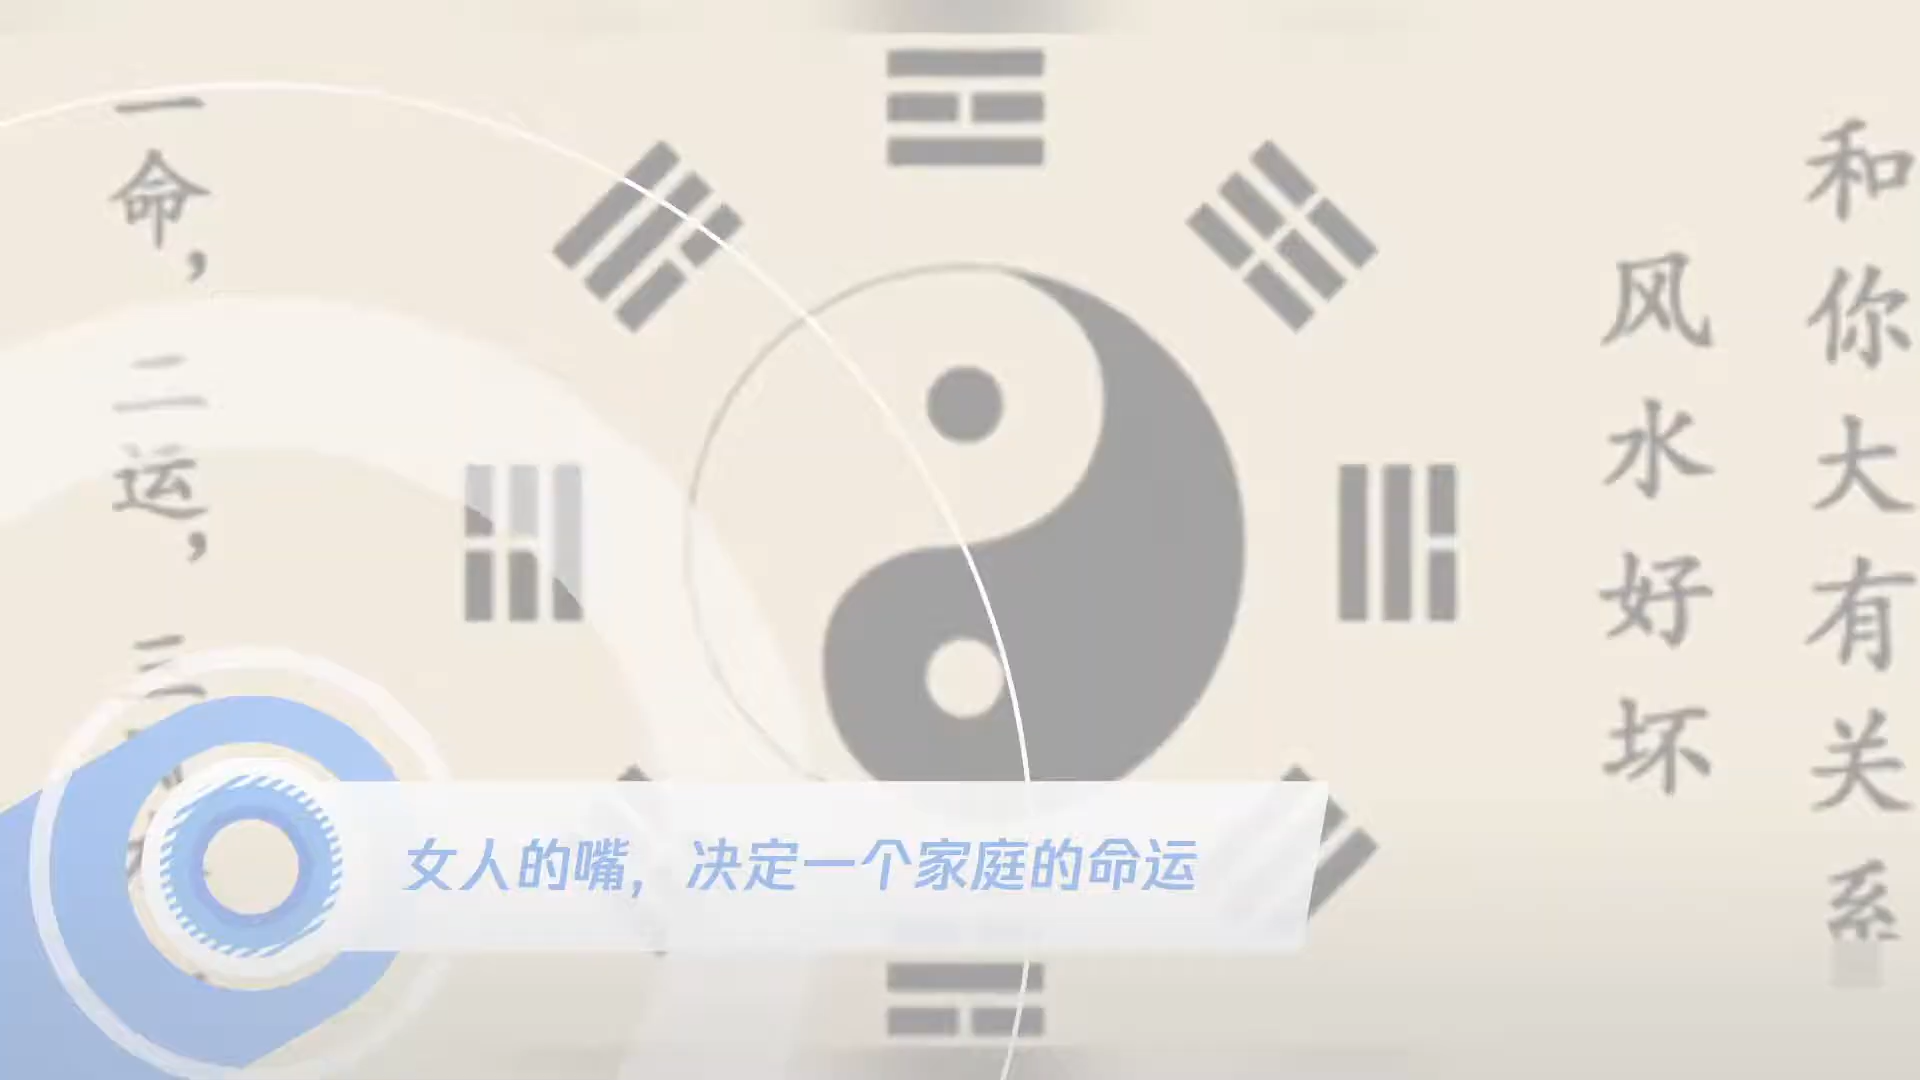 和你大有关系
风水好坏
一命，二运，三
女人的嘴，决定一个家庭的命运